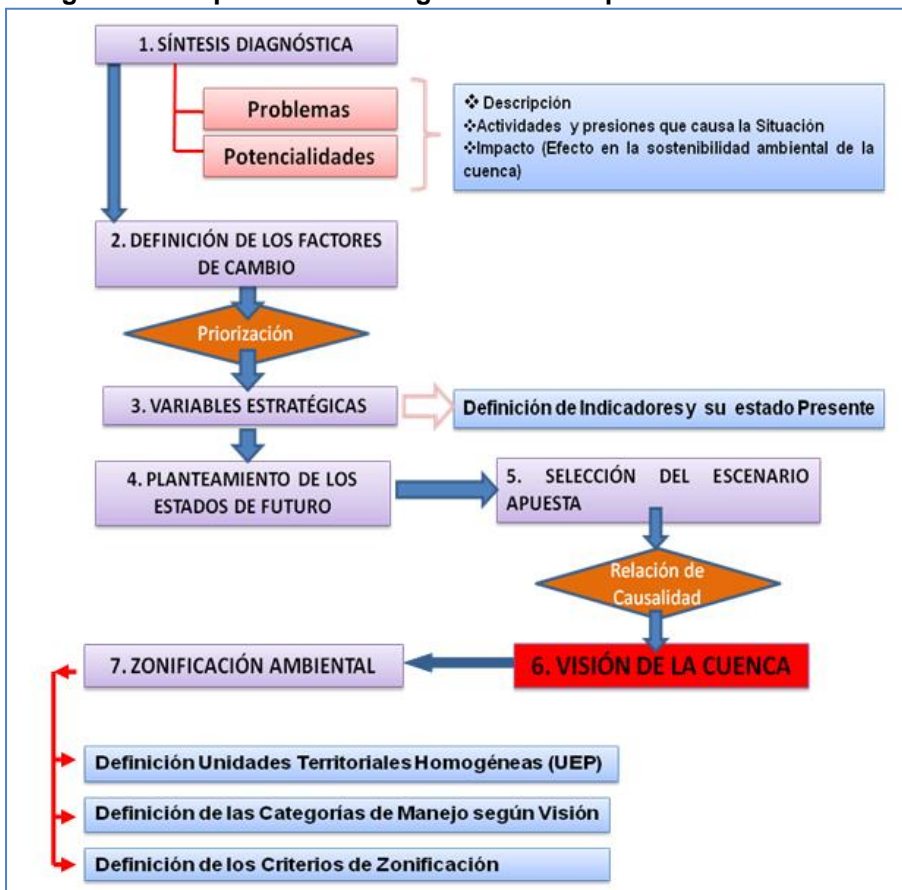 1. SÍNTESIS DIAGNÓSTICA
Problemas
Potencialidades
❖ Descripción
❖Actividades y presiones que causa la Situación
❖Impacto (Efecto en la sostenibilidad ambiental de la
cuenca)
2. DEFINICIÓN DE LOS FACTORES
DE CAMBIO
Priorización
3. VARIABLES ESTRATÉGICAS
Definición de Indicadores y su estado Presente
4. PLANTEAMIENTO DE LOS
ESTADOS DE FUTURO
5. SELECCIÓN DEL ESCENARIO
APUESTA
Relación de
Causalidad
7. ZONIFICACIÓN AMBIENTAL
6. VISIÓN DE LA CUENCA
Definición Unidades Territoriales Homogéneas (UEP)
Definición de las Categorías de Manejo según Visión
Definición de los Criterios de Zonificación